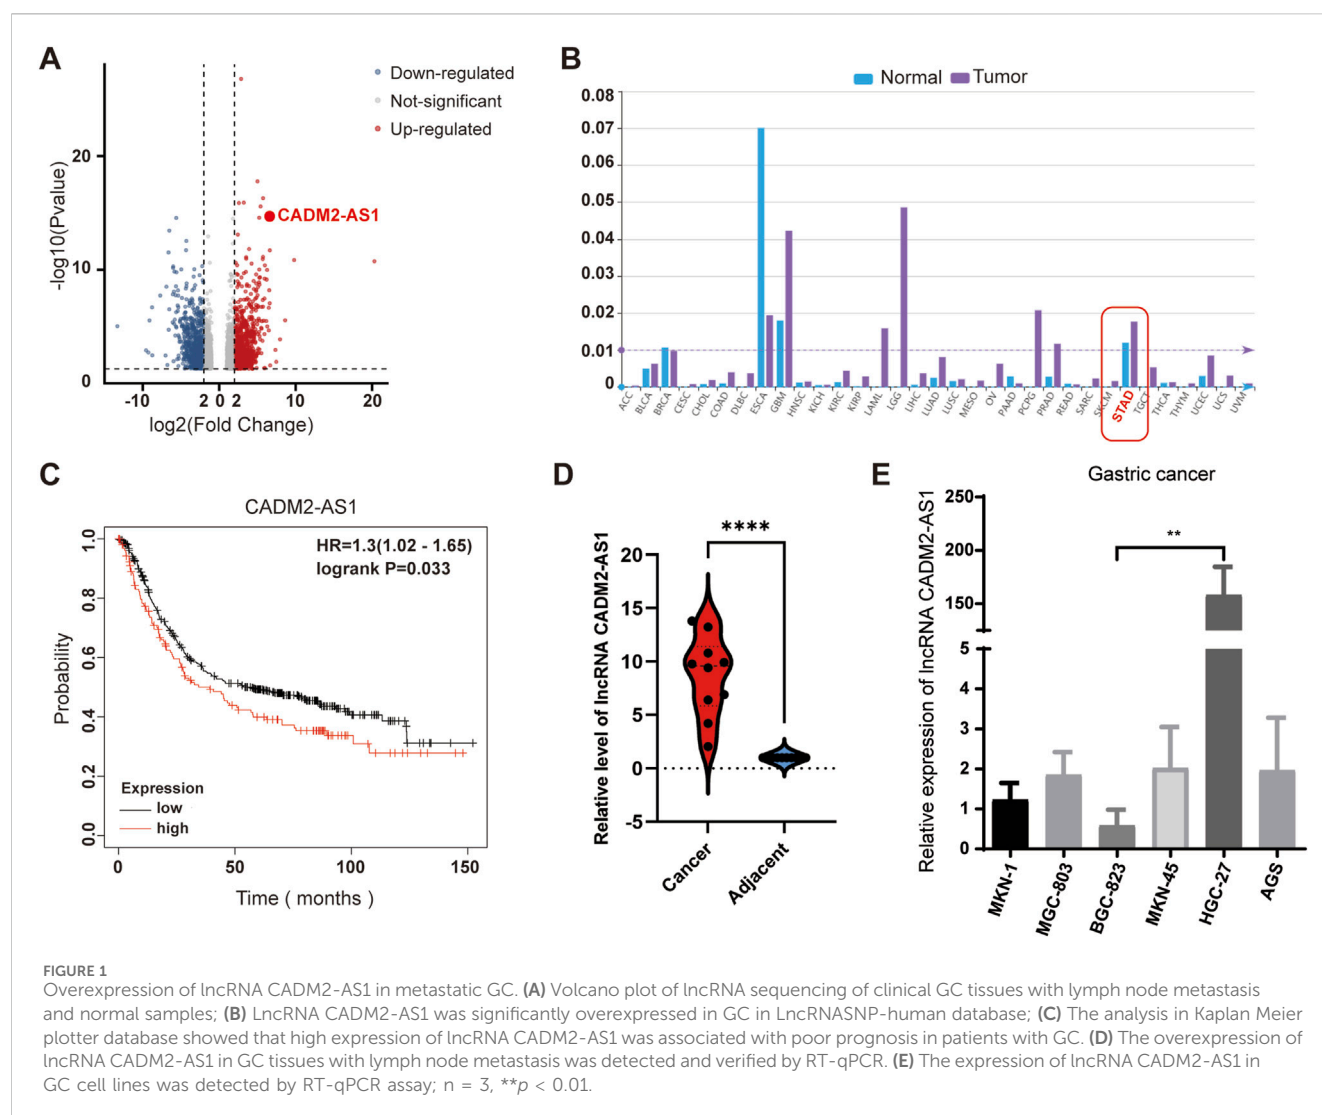 A
Down-regulated
Not-significant
Up-regulated
CADM2-AS1
-log10(Pvalue)
20
10
0
-10
2
0
2
10
20
log2(Fold Change)
B
Normal
Tumor
0.08
0.07
0.06
0.05
0.04
0.03
0.02
0.01
0
ACC
BLCA
BRCA
CESC
CHOL
COAD
DLBC
ESCA
GBM
HNSC
KICH
KIRC
KIRP
LAML
LGG
LIHC
LUAD
LUSC
MESO
OV
PAAD
PCPG
PRAD
READ
SARC
SKCM
STAD
TGCT
THCA
THYM
UCEC
UCS
UVM
C
CADM2-AS1
HR=1.3(1.02 - 1.65)
logrank P=0.033
Probability
1.0
0.8
0.6
0.4
0.2
0.0
Expression
low
high
0
50
100
150
Time ( months )
D
****
Relative level of lncRNA CADM2-AS1
20
15
10
5
0
-5
Cancer
Adjacent
E
Gastric cancer
**
Relative expression of lncRNA CADM2-AS1
250
200
150
5
4
3
2
1
0
MKN-1
MGC-803
BGC-823
MKN-45
HGC-27
AGS
FIGURE 1
Overexpression of lncRNA CADM2-AS1 in metastatic GC. (A) Volcano plot of lncRNA sequencing of clinical GC tissues with lymph node metastasis
and normal samples; (B) LncRNA CADM2-AS1 was significantly overexpressed in GC in LncRNASNP-human database; (C) The analysis in Kaplan Meier
plotter database showed that high expression of lncRNA CADM2-AS1 was associated with poor prognosis in patients with GC. (D) The overexpression of
lncRNA CADM2-AS1 in GC tissues with lymph node metastasis was detected and verified by RT-qPCR. (E) The expression of lncRNA CADM2-AS1 in
GC cell lines was detected by RT-qPCR assay; n = 3, **p < 0.01.